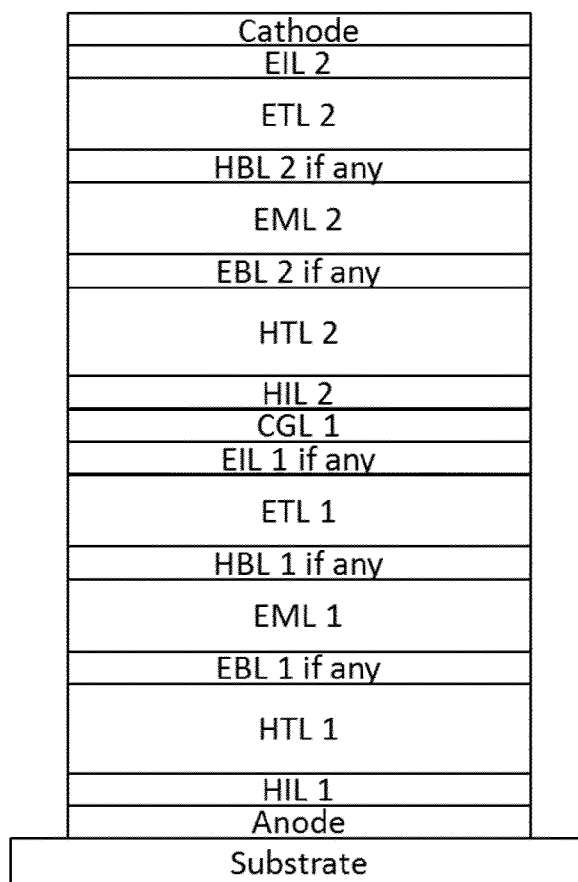 Cathode
EIL 2
ETL 2
HBL 2 if any
EML 2
EBL 2 if any
HTL 2
HIL 2
CGL 1
EIL 1 if any
ETL 1
HBL 1 if any
EML 1
EBL 1 if any
HTL 1
HIL 1
Anode
Substrate